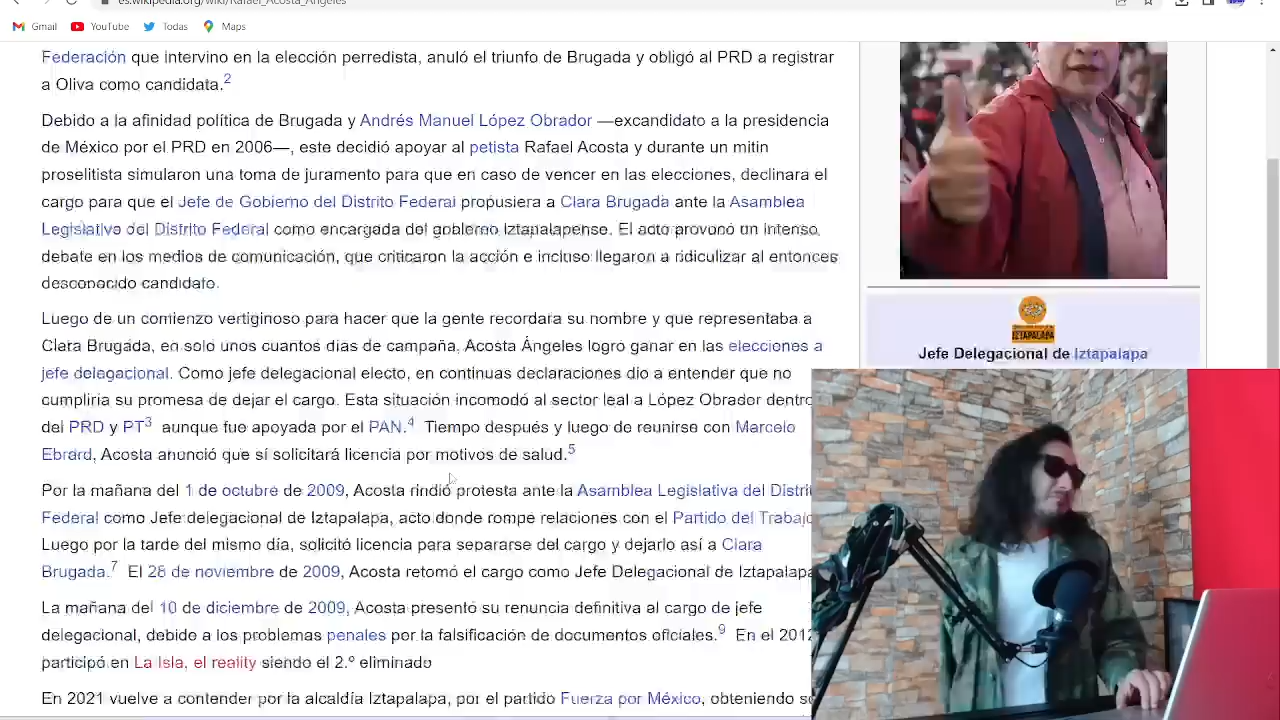 es.wikipedia.org/wiki/Rafael_Acosta_Ángeles
Gmail YouTube Todas Maps
Federación que intervino en la elección perredista, anuló el triunfo de Brugada y obligó al PRD a registrar
a Oliva como candidata.2
Debido a la afinidad política de Brugada y Andrés Manuel López Obrador —excandidato a la presidencia
de México por el PRD en 2006—, este decidió apoyar al petista Rafael Acosta y durante un mitin
proselitista simularon una toma de juramento para que en caso de vencer en las elecciones, declinara el
cargo para que el Jefe de Gobierno del Distrito Federal propusiera a Clara Brugada ante la Asamblea
Legislativa del Distrito Federal como encargada del gobierno Iztapalapense. El acto provocó un intenso
debate en los medios de comunicación, que criticaron la acción e incluso llegaron a ridiculizar al entonces
desconocido candidato.
Luego de un comienzo vertiginoso para hacer que la gente recordara su nombre y que representaba a
Clara Brugada, en solo unos cuantos días de campaña, Acosta Ángeles logró ganar en las elecciones a
jefe delegacional. Como jefe delegacional electo, en continuas declaraciones dio a entender que no
cumpliría su promesa de dejar el cargo. Esta situación incomodó al sector leal a López Obrador dentro
del PRD y PT3 aunque fue apoyada por el PAN.4 Tiempo después y luego de reunirse con Marcelo
Ebrard, Acosta anunció que sí solicitará licencia por motivos de salud.5
Por la mañana del 1 de octubre de 2009, Acosta rindió protesta ante la Asamblea Legislativa del Distri
Federal como Jefe delegacional de Iztapalapa, acto donde rompe relaciones con el Partido del Trabajo
Luego por la tarde del mismo día, solicitó licencia para separarse del cargo y dejarlo así a Clara
Brugada.7 El 28 de noviembre de 2009, Acosta retomó el cargo como Jefe Delegacional de Iztapalapa
La mañana del 10 de diciembre de 2009, Acosta presentó su renuncia definitiva al cargo de jefe
delegacional, debido a los problemas penales por la falsificación de documentos oficiales.9 En el 2012
participó en La Isla, el reality siendo el 2.º eliminado
En 2021 vuelve a contender por la alcaldía Iztapalapa, por el partido Fuerza por México, obteniendo so
IZTAPALAPA
Jefe Delegacional de Iztapalapa